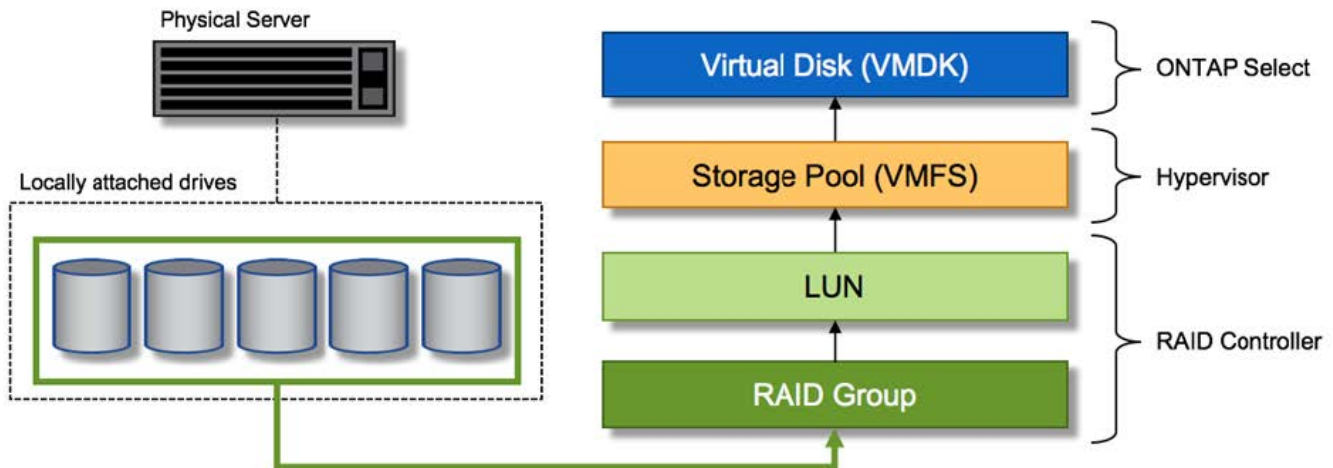 Physical Server
Locally attached drives
Virtual Disk (VMDK)
ONTAP Select
Storage Pool (VMFS)
Hypervisor
LUN
RAID Controller
RAID Group